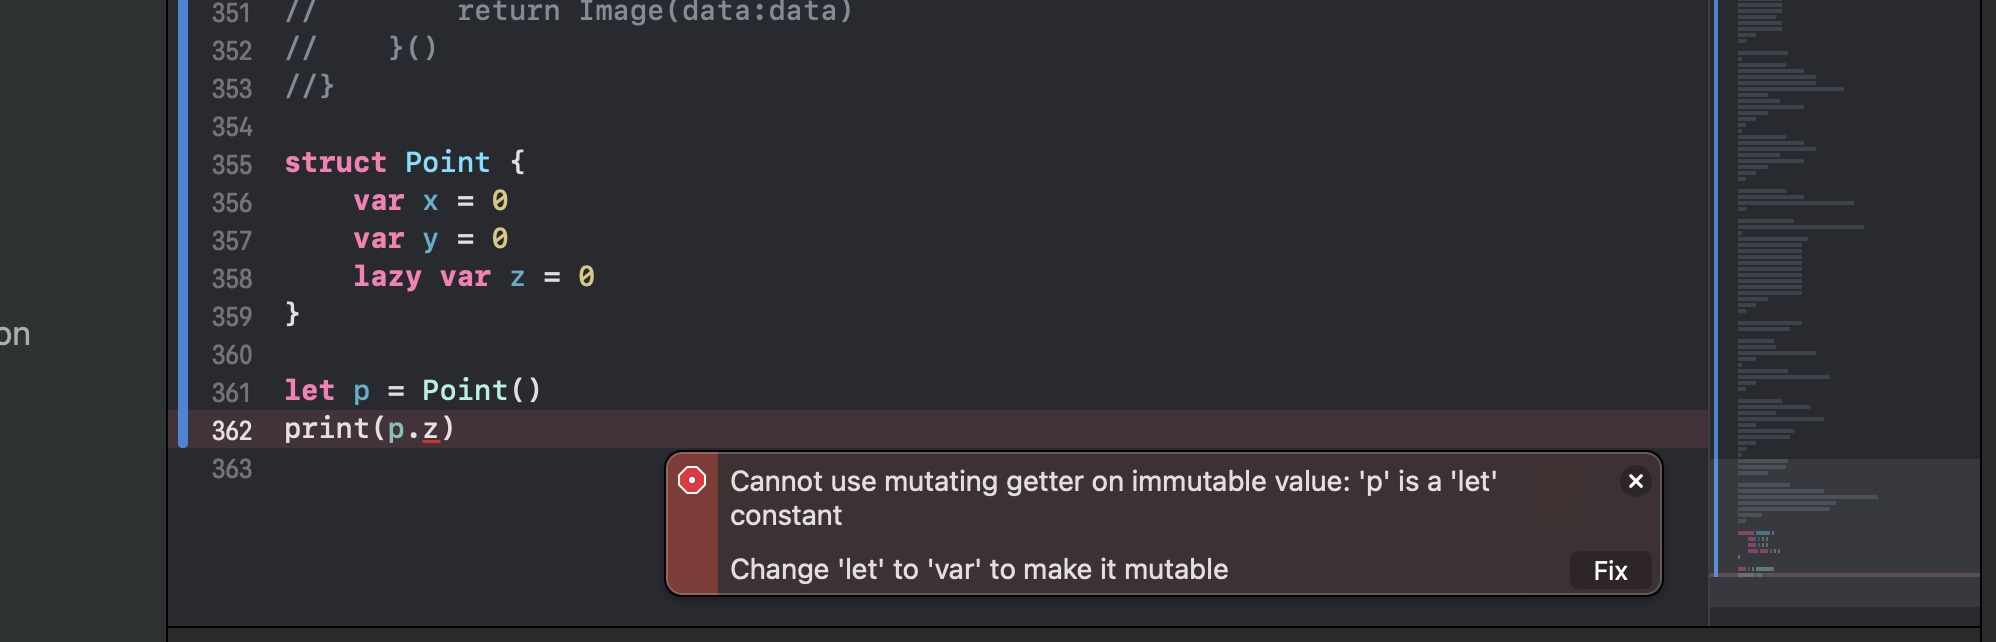 351 //        return Image(data:data)
352 //    }()
353 //}
354
355 struct Point {
356     var x = 0
357     var y = 0
358     lazy var z = 0
359 }
360
361 let p = Point()
362 print(p.z)
363
on
Cannot use mutating getter on immutable value: 'p' is a 'let'
constant
Change 'let' to 'var' to make it mutable
Fix